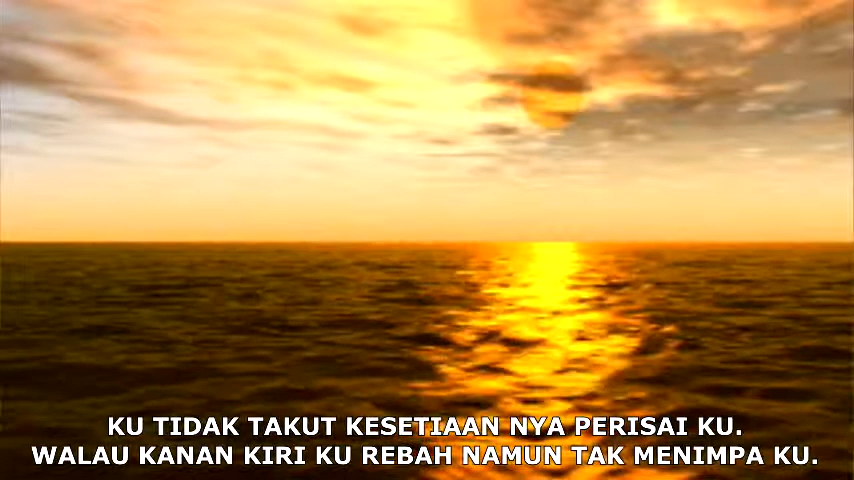 KU TIDAK TAKUT KESETIAAN NYA PERISAI KU.
WALAU KANAN KIRI KU REBAH NAMUN TAK MENIMPA KU.